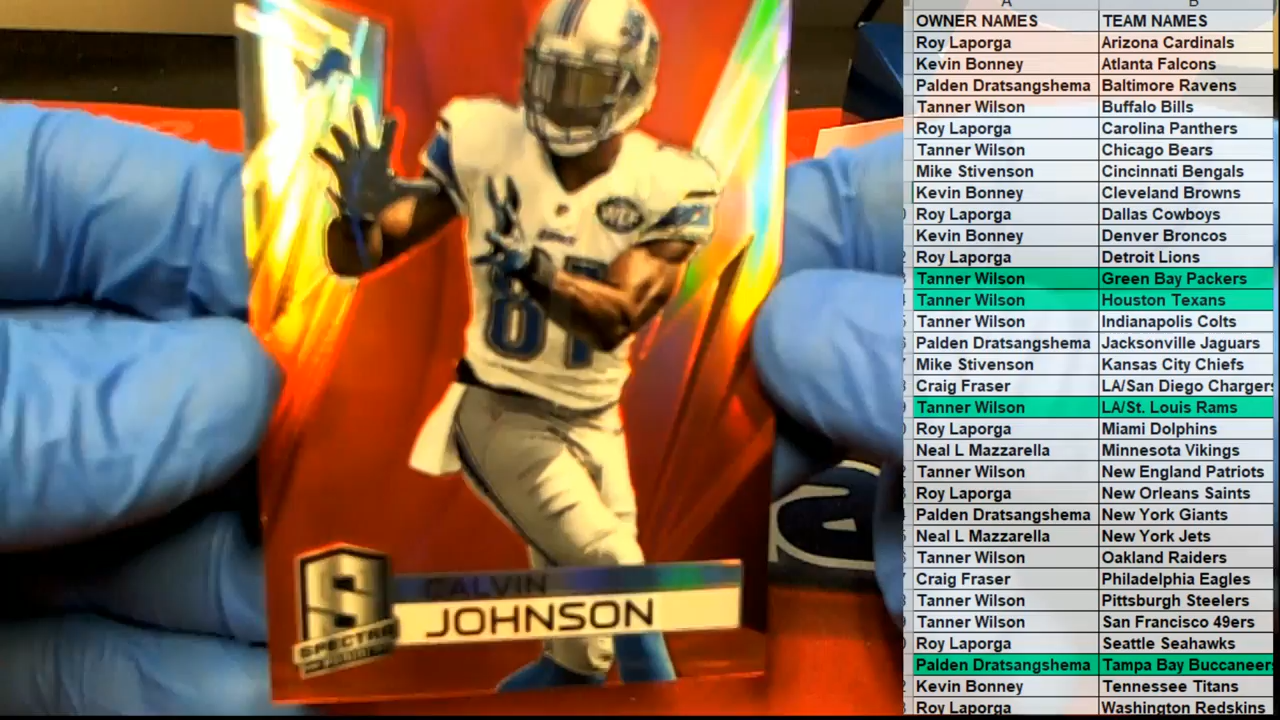 CALVIN
JOHNSON
SPECTRA
81
WCF
A B
OWNER NAMES TEAM NAMES
Roy Laporga Arizona Cardinals
Kevin Bonney Atlanta Falcons
Palden Dratsangshema Baltimore Ravens
Tanner Wilson Buffalo Bills
Roy Laporga Carolina Panthers
Tanner Wilson Chicago Bears
Mike Stivenson Cincinnati Bengals
Kevin Bonney Cleveland Browns
Roy Laporga Dallas Cowboys
Kevin Bonney Denver Broncos
Roy Laporga Detroit Lions
Tanner Wilson Green Bay Packers
Tanner Wilson Houston Texans
Tanner Wilson Indianapolis Colts
Palden Dratsangshema Jacksonville Jaguars
Mike Stivenson Kansas City Chiefs
Craig Fraser LA/San Diego Chargers
Tanner Wilson LA/St. Louis Rams
Roy Laporga Miami Dolphins
Neal L Mazzarella Minnesota Vikings
Tanner Wilson New England Patriots
Roy Laporga New Orleans Saints
Palden Dratsangshema New York Giants
Neal L Mazzarella New York Jets
Tanner Wilson Oakland Raiders
Craig Fraser Philadelphia Eagles
Tanner Wilson Pittsburgh Steelers
Tanner Wilson San Francisco 49ers
Roy Laporga Seattle Seahawks
Palden Dratsangshema Tampa Bay Buccaneers
Kevin Bonney Tennessee Titans
Roy Laporga Washington Redskins